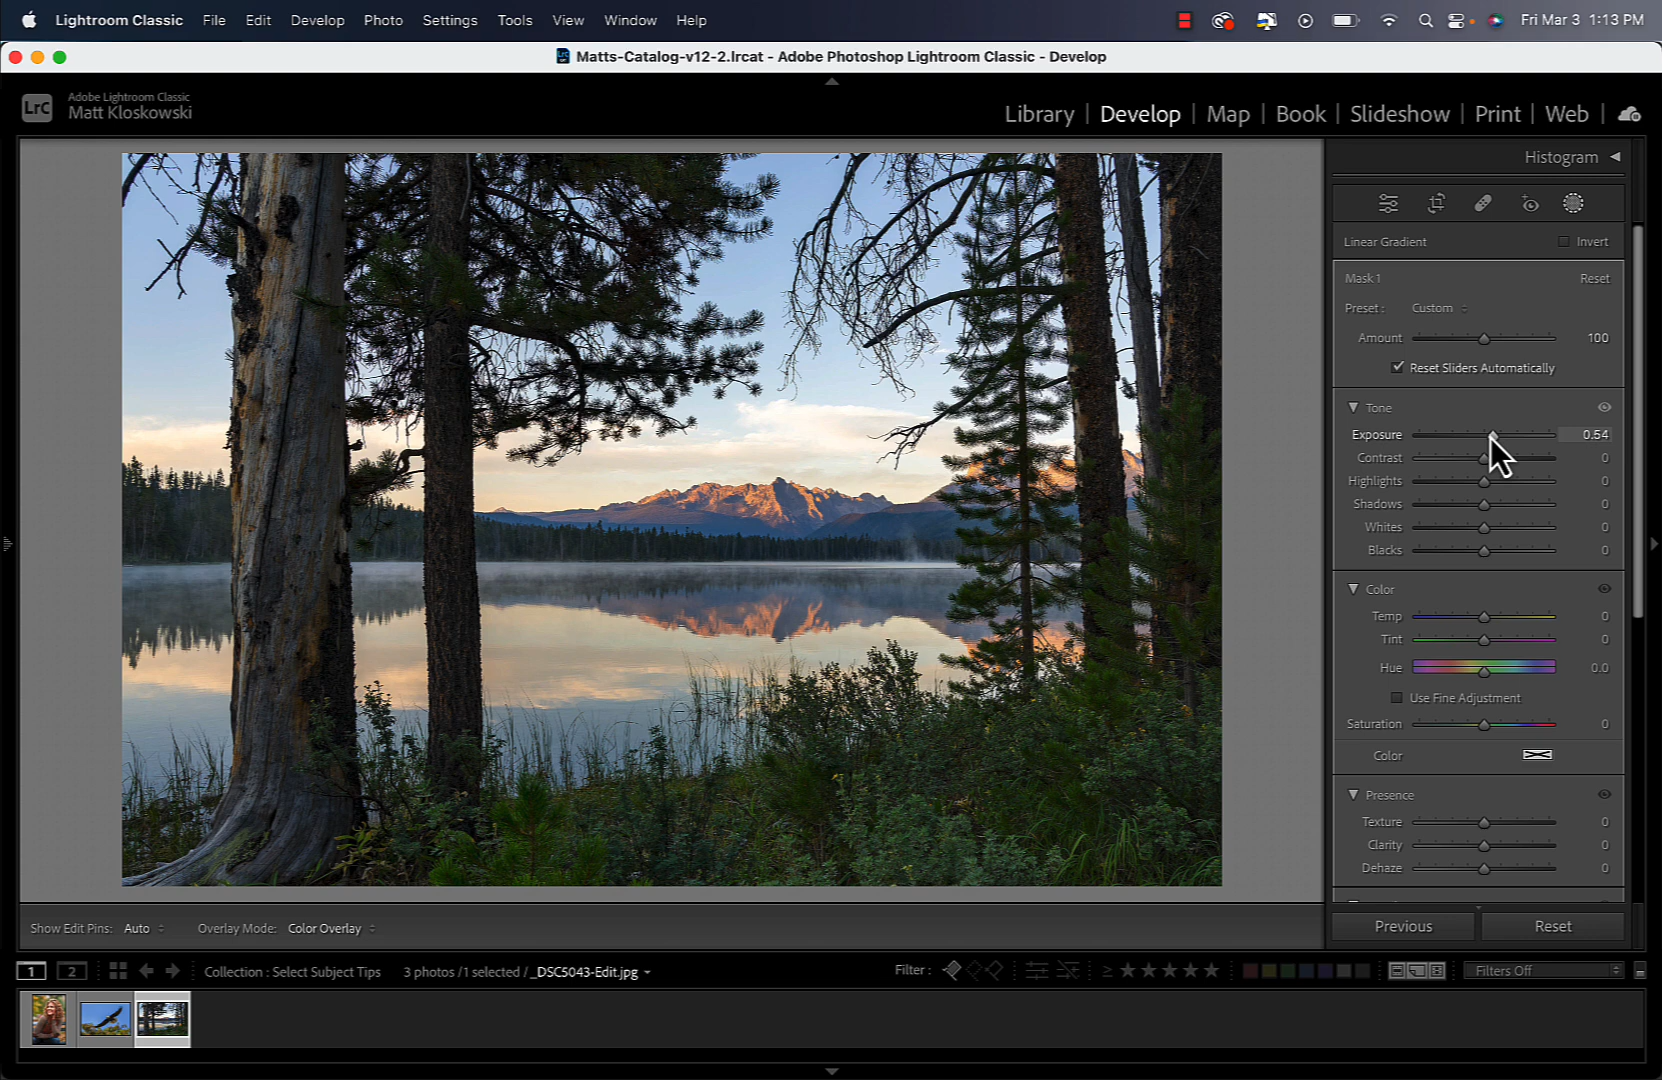 Lightroom Classic File Edit Develop Photo Settings Tools View Window Help Fri Mar 3 1:13 PM
Matts-Catalog-v12-2.lrcat - Adobe Photoshop Lightroom Classic - Develop
LrC Adobe Lightroom Classic
Matt Kloskowski
Library | Develop | Map | Book | Slideshow | Print | Web
Histogram
Linear Gradient Invert
Mask 1 Reset
Preset : Custom
Amount 100
Reset Sliders Automatically
Tone
Exposure 0.54
Contrast 0
Highlights 0
Shadows 0
Whites 0
Blacks 0
Color
Temp 0
Tint 0
Hue 0.0
Use Fine Adjustment
Saturation 0
Color
Presence
Texture 0
Clarity 0
Dehaze 0
Previous Reset
Show Edit Pins: Auto Overlay Mode: Color Overlay
1 2 Collection : Select Subject Tips 3 photos /1 selected /_DSC5043-Edit.jpg Filter : ≥ ★★★★★ Filters Off